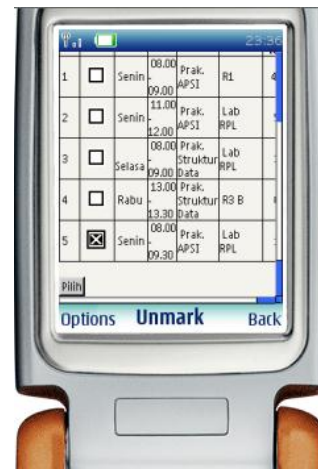 23:36
1 Senin 08.00 - 09.00 Prak. APSI R1
2 Senin 11.00 - 12.00 Prak. APSI Lab RPL
3 Selasa 08.00 - 09.00 Prak. Struktur Data Lab RPL
4 Rabu 13.00 - 13.30 Prak. Struktur Data R3 B
5 Senin 08.00 - 09.30 Prak. APSI Lab RPL
Pilih
Options Unmark Back